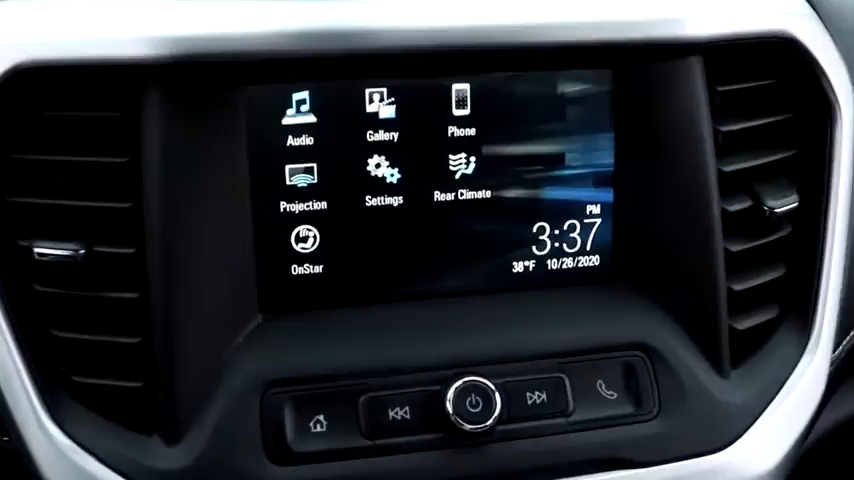 Audio
Gallery
Phone
Projection
Settings
Rear Climate
OnStar
PM
3:37
38°F 10/26/2020